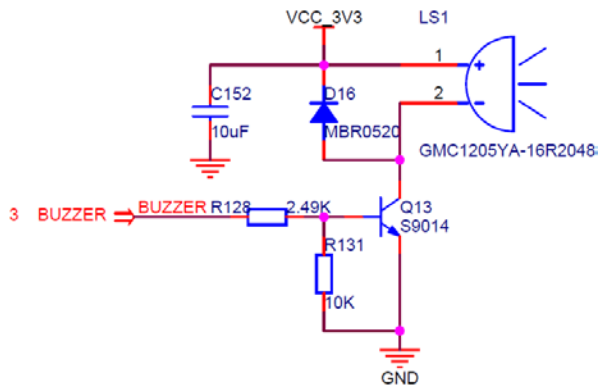 VCC_3V3
LS1
1
+
C152
D16
2
-
10uF
MBR0520
GMC1205YA-16R2048
3 BUZZER BUZZER R128 2.49K
Q13
S9014
R131
10K
GND